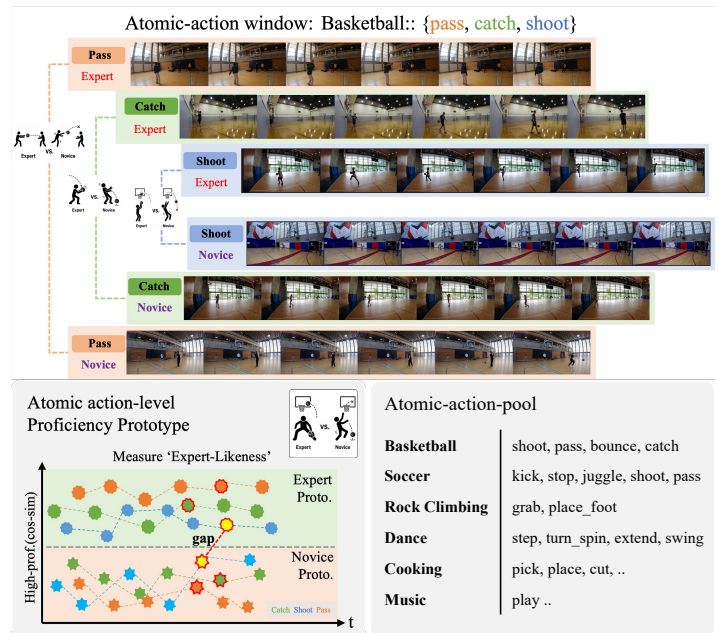 Atomic-action window: Basketball:: {pass, catch, shoot}
Pass
Expert
Catch
Expert
Shoot
Expert
Expert VS. Novice
Expert VS. Novice
Expert VS. Novice
Shoot
Novice
Catch
Novice
Pass
Novice
Atomic action-level
Proficiency Prototype
VS.
Expert Novice
Measure 'Expert-Likeness'
High-prof.(cos-sim)
Expert
Proto.
gap
Novice
Proto.
Catch Shoot Pass
t
Atomic-action-pool
Basketball shoot, pass, bounce, catch
Soccer kick, stop, juggle, shoot, pass
Rock Climbing grab, place_foot
Dance step, turn_spin, extend, swing
Cooking pick, place, cut, ..
Music play ..